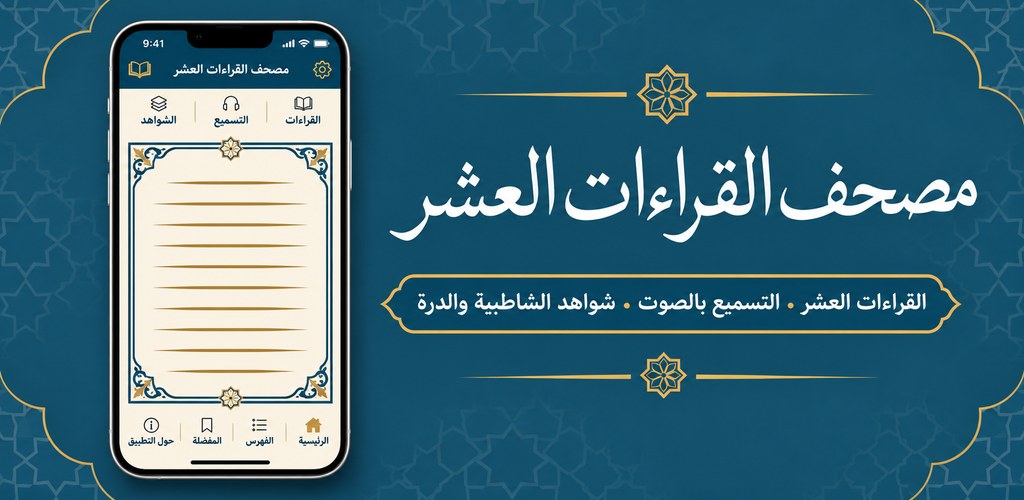 9:41
مصحف القراءات العشر
القراءات
التسميع
الشواهد
الرئيسية
الفهرس
المفضلة
حول التطبيق
مصحف القراءات العشر
القراءات العشر • التسميع بالصوت • شواهد الشاطبية والدرة